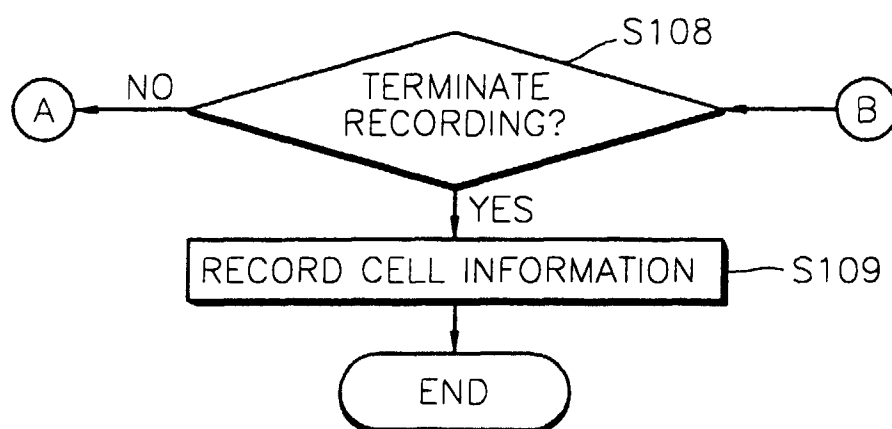 S108
TERMINATE
RECORDING?
NO
A
B
YES
RECORD CELL INFORMATION
S109
END